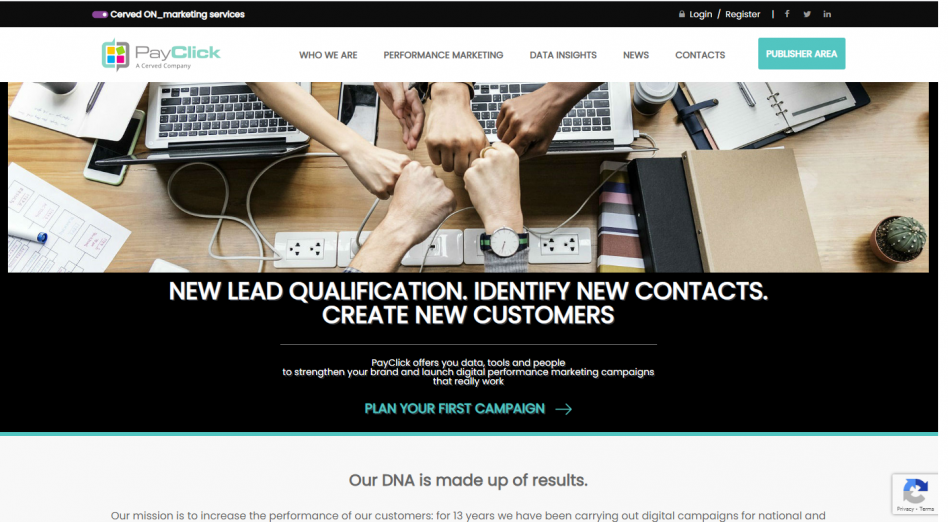 Cerved ON_marketing services
Login / Register
PayClick
A Cerved Company
WHO WE ARE
PERFORMANCE MARKETING
DATA INSIGHTS
NEWS
CONTACTS
PUBLISHER AREA
NEW LEAD QUALIFICATION. IDENTIFY NEW CONTACTS.
CREATE NEW CUSTOMERS
PayClick offers you data, tools and people
to strengthen your brand and launch digital performance marketing campaigns
that really work
PLAN YOUR FIRST CAMPAIGN
Our DNA is made up of results.
Our mission is to increase the performance of our customers: for 13 years we have been carrying out digital campaigns for national and
Privacy - Terms